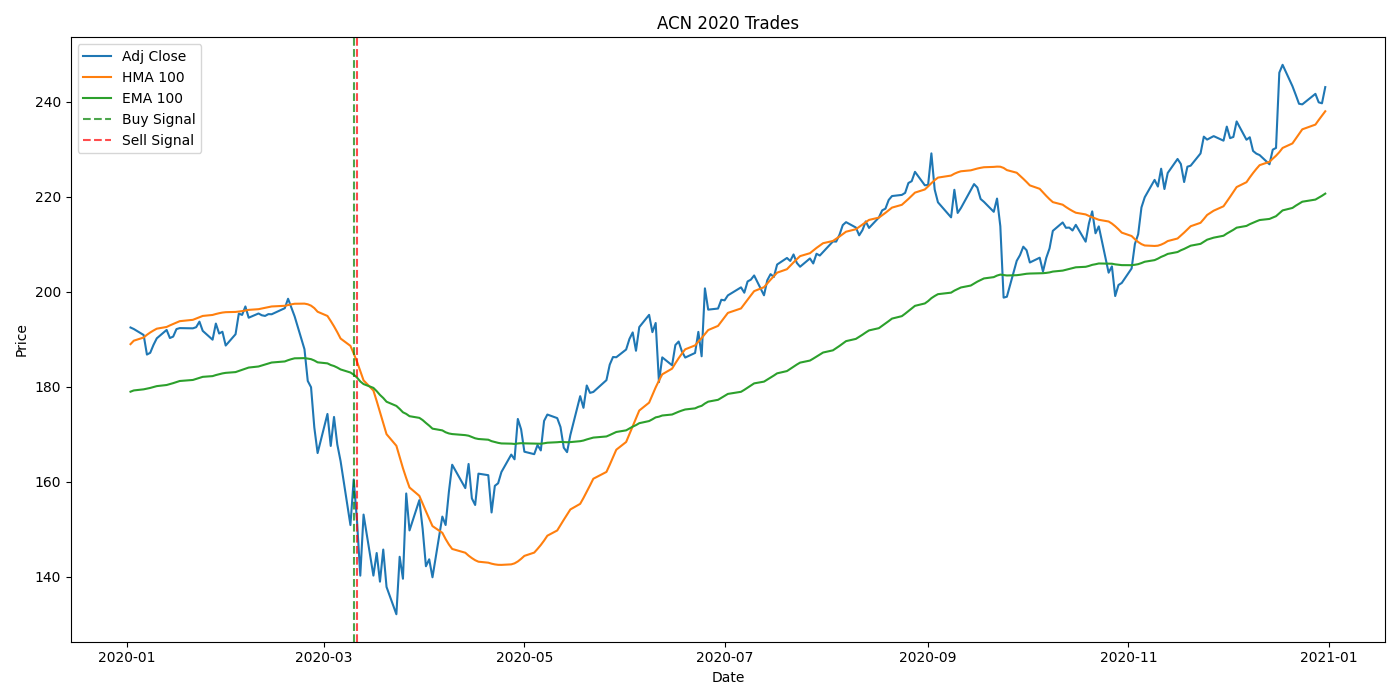 ACN 2020 Trades
Adj Close
HMA 100
EMA 100
Buy Signal
Sell Signal
Price
240
220
200
180
160
140
2020-01
2020-03
2020-05
2020-07
2020-09
2020-11
2021-01
Date